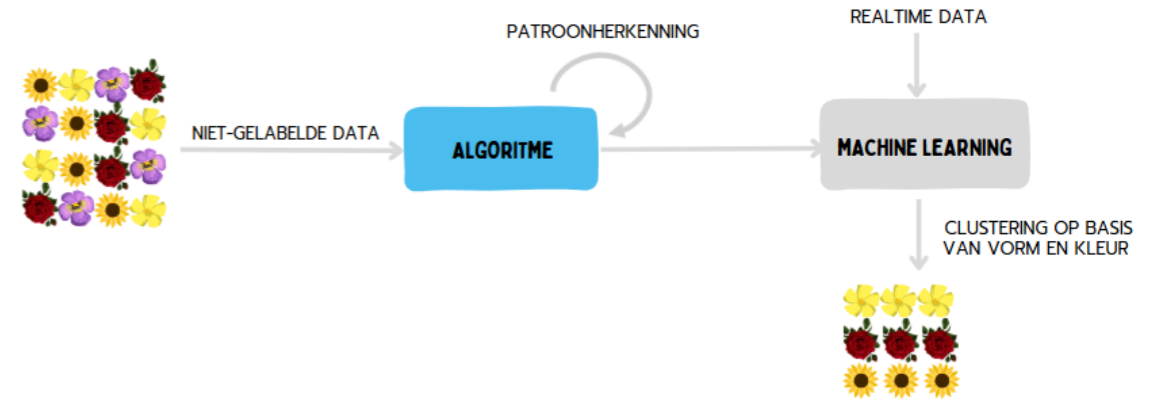 NIET-GELABELDE DATA
ALGORITME
PATROONHERKENNING
REALTIME DATA
MACHINE LEARNING
CLUSTERING OP BASIS
VAN VORM EN KLEUR